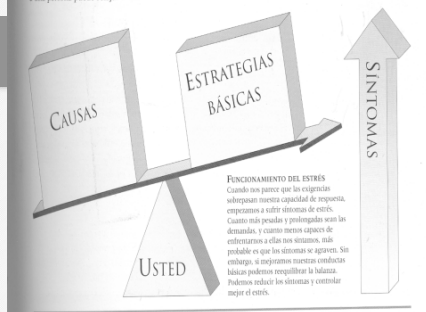 CAUSAS
ESTRATEGIAS
BÁSICAS
SÍNTOMAS
USTED
FUNCIONAMIENTO DEL ESTRÉS
Cuando nos parece que las exigencias
sobrepasan nuestra capacidad de respuesta,
empezamos a sufrir síntomas de estrés.
Cuanto más pesadas y prolongadas sean las
demandas, y cuanto menos capaces de
enfrentarnos a ellas nos sintamos, más
probable es que los síntomas se agraven. Sin
embargo, si mejoramos nuestras conductas
básicas podemos reequilibrar la balanza.
Podemos reducir los síntomas y controlar
mejor el estrés.